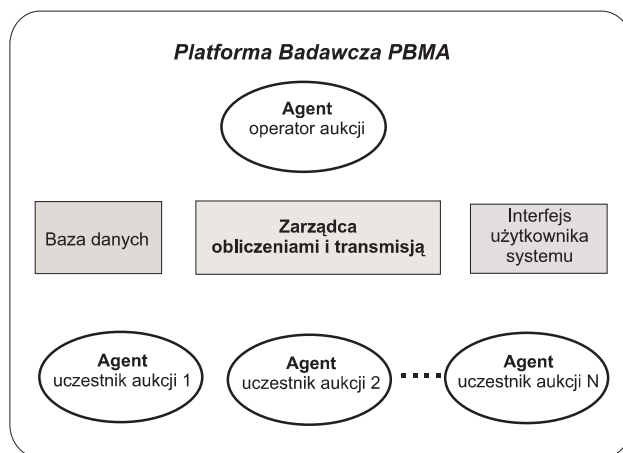 Platforma Badawcza PBMA
Agent
operator aukcji
Baza danych
Zarządca
obliczeniami i transmisją
Interfejs
użytkownika
systemu
Agent
uczestnik aukcji 1
Agent
uczestnik aukcji 2
Agent
uczestnik aukcji N